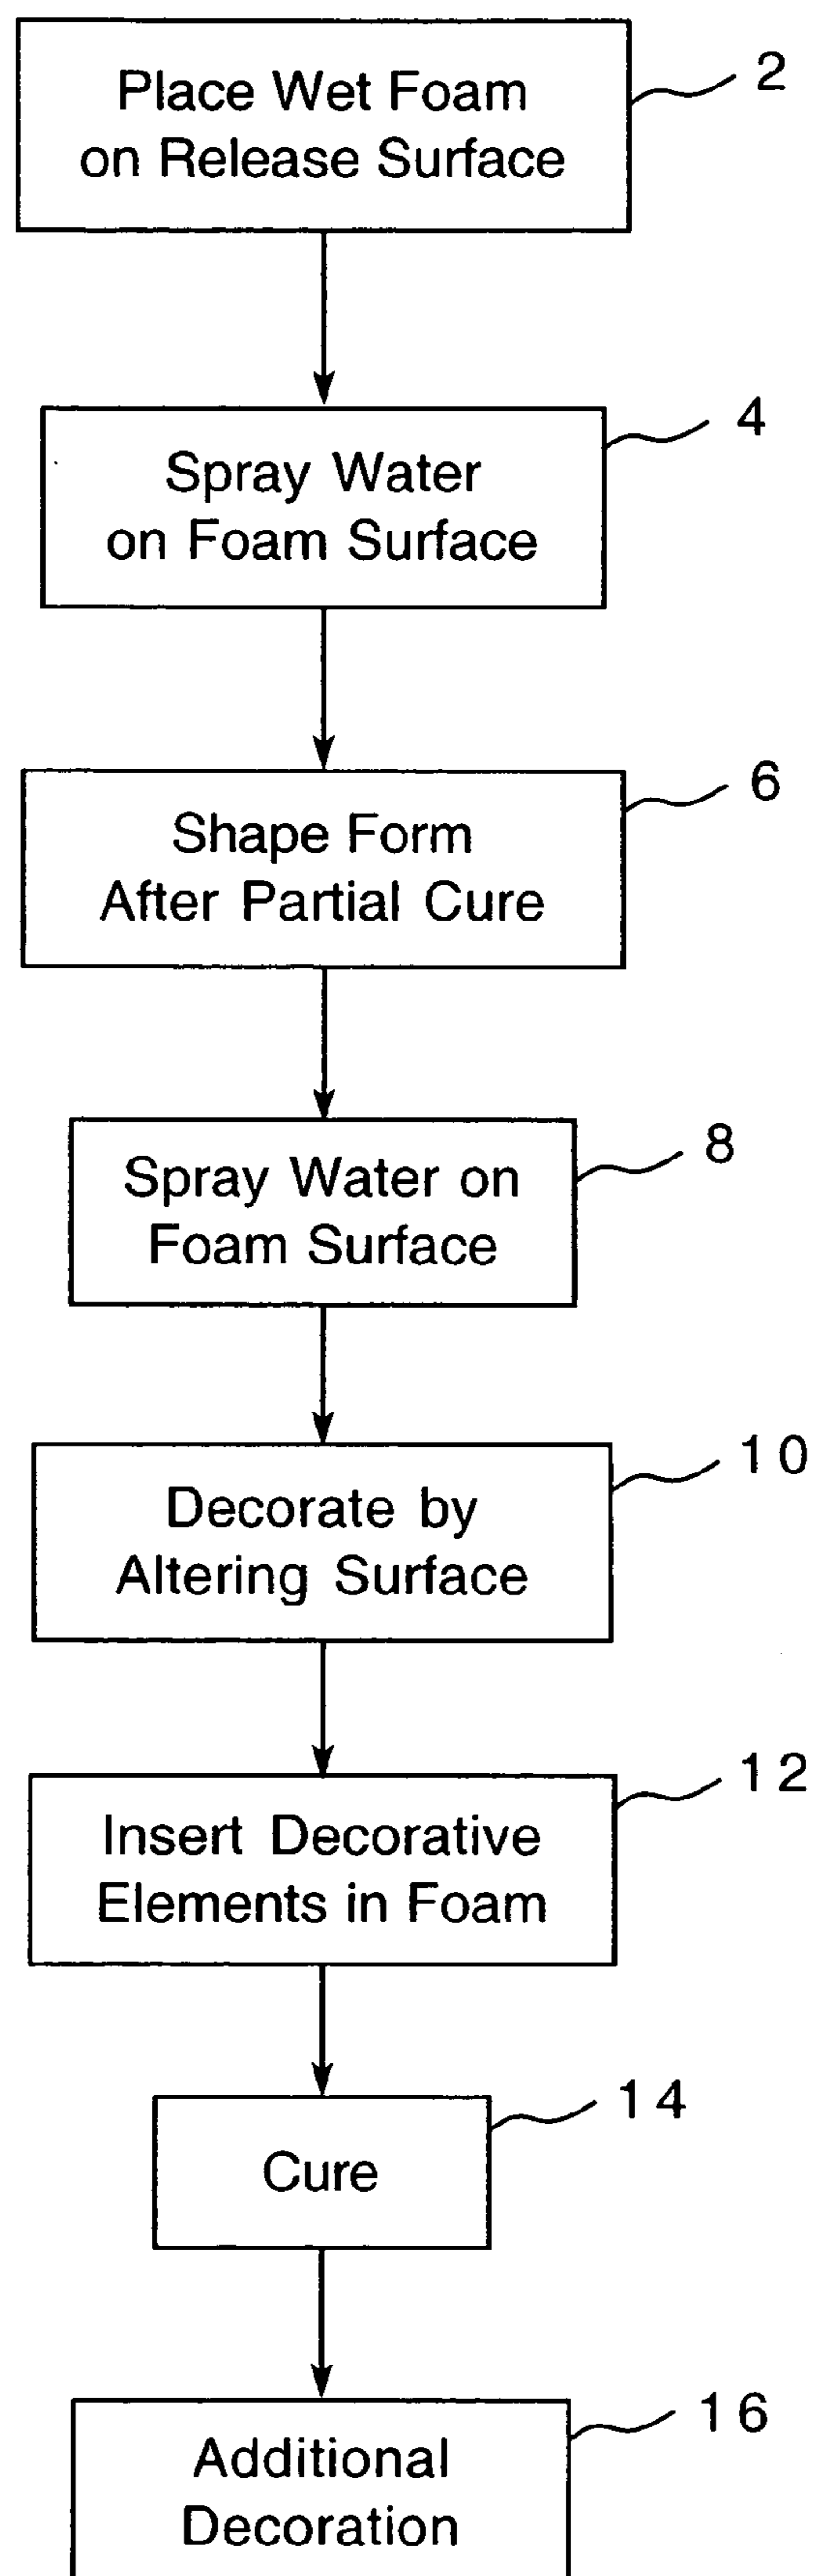 Place Wet Foam
on Release Surface
2
Spray Water
on Foam Surface
4
Shape Form
After Partial Cure
6
Spray Water on
Foam Surface
8
Decorate by
Altering Surface
10
Insert Decorative
Elements in Foam
12
Cure
14
Additional
Decoration
16